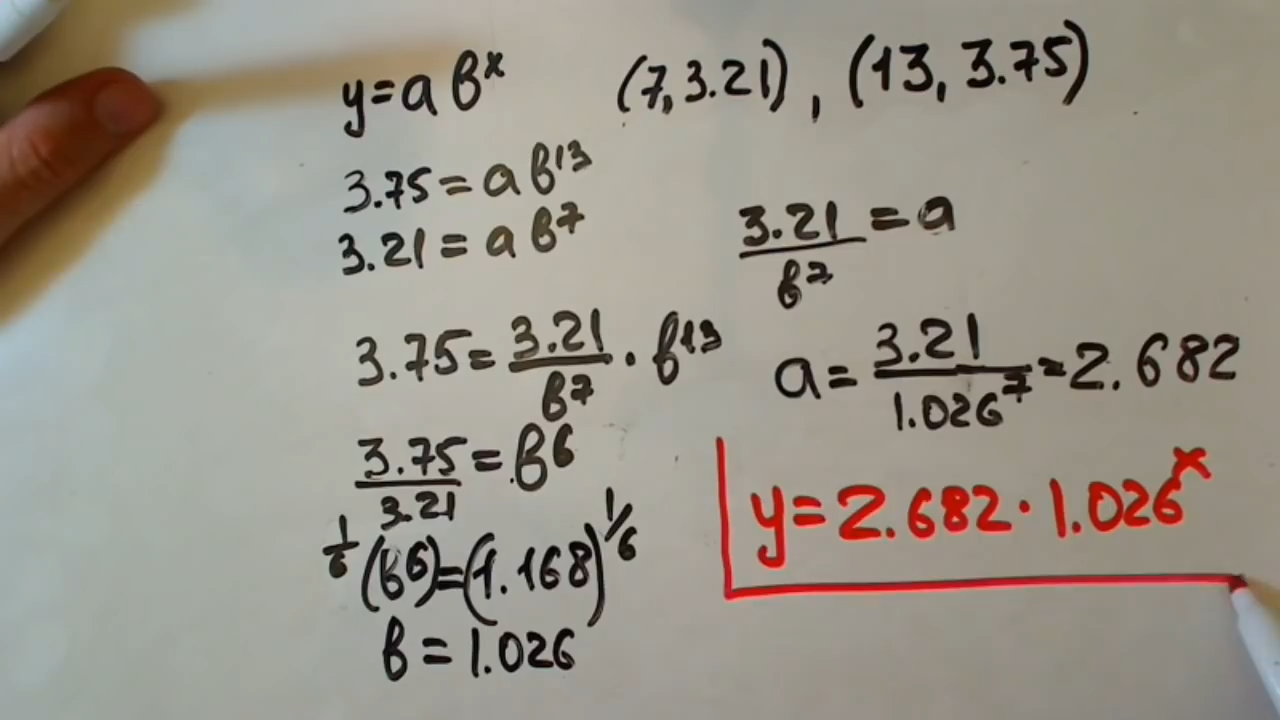 y=ab^x (7,3.21), (13,3.75)
3.75=ab^13
3.21=ab^7
3.21/b^7=a
3.75=3.21/b^7·b^13
a=3.21/1.026^7=2.682
3.75/3.21=b^6
y=2.682·1.026^x
1/6(b6)=(1.168)^1/6
b=1.026